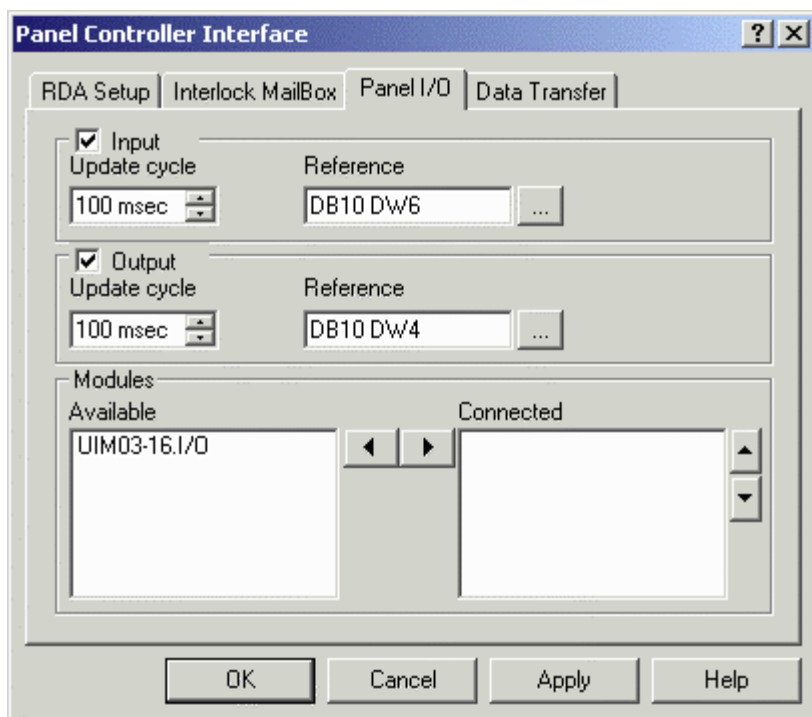 Panel Controller Interface
RDA Setup Interlock MailBox Panel I/O Data Transfer
Input
Update cycle Reference
100 msec DB10 DW6 ...
Output
Update cycle Reference
100 msec DB10 DW4 ...
Modules
Available Connected
UIM03-16.I/O
OK Cancel Apply Help